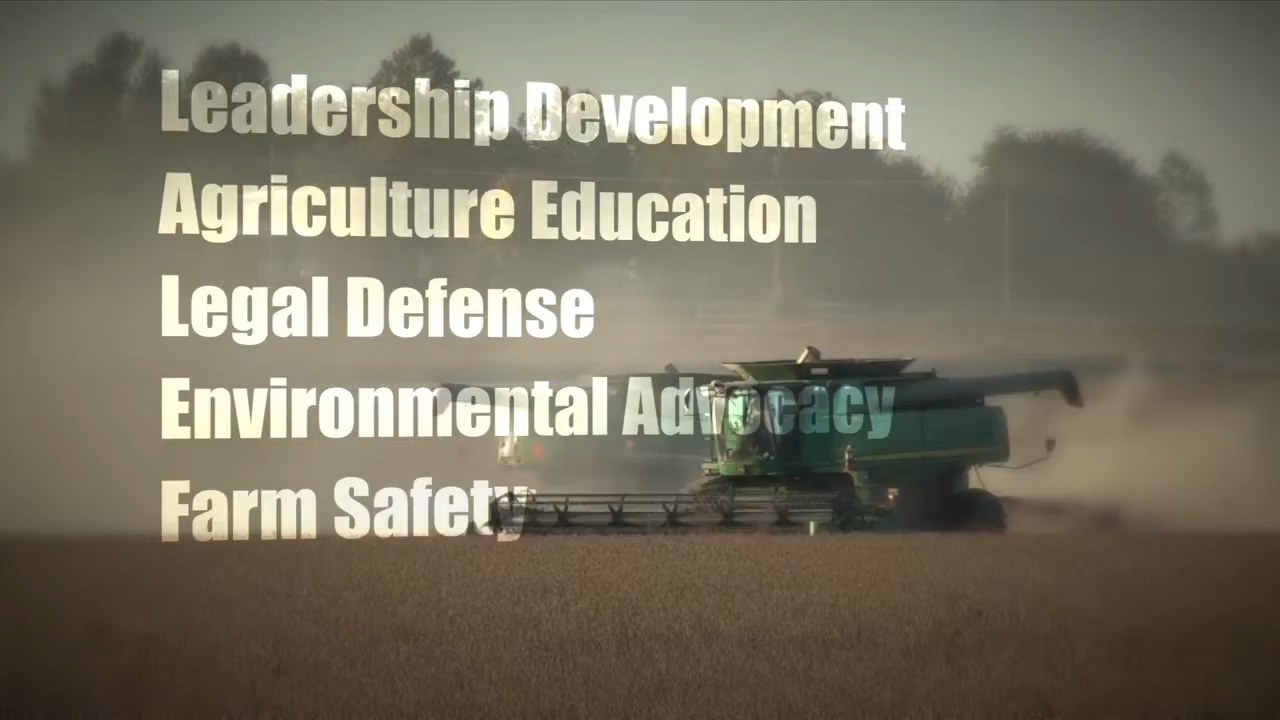 Leadership Development
Agriculture Education
Legal Defense
Environmental Advocacy
Farm Safety